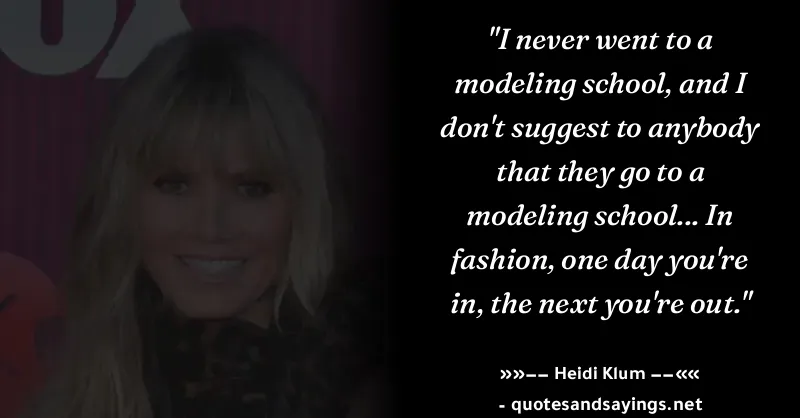 OX
"I never went to a
modeling school, and I
don't suggest to anybody
that they go to a
modeling school... In
fashion, one day you're
in, the next you're out."
»»−− Heidi Klum −−««
- quotesandsayings.net